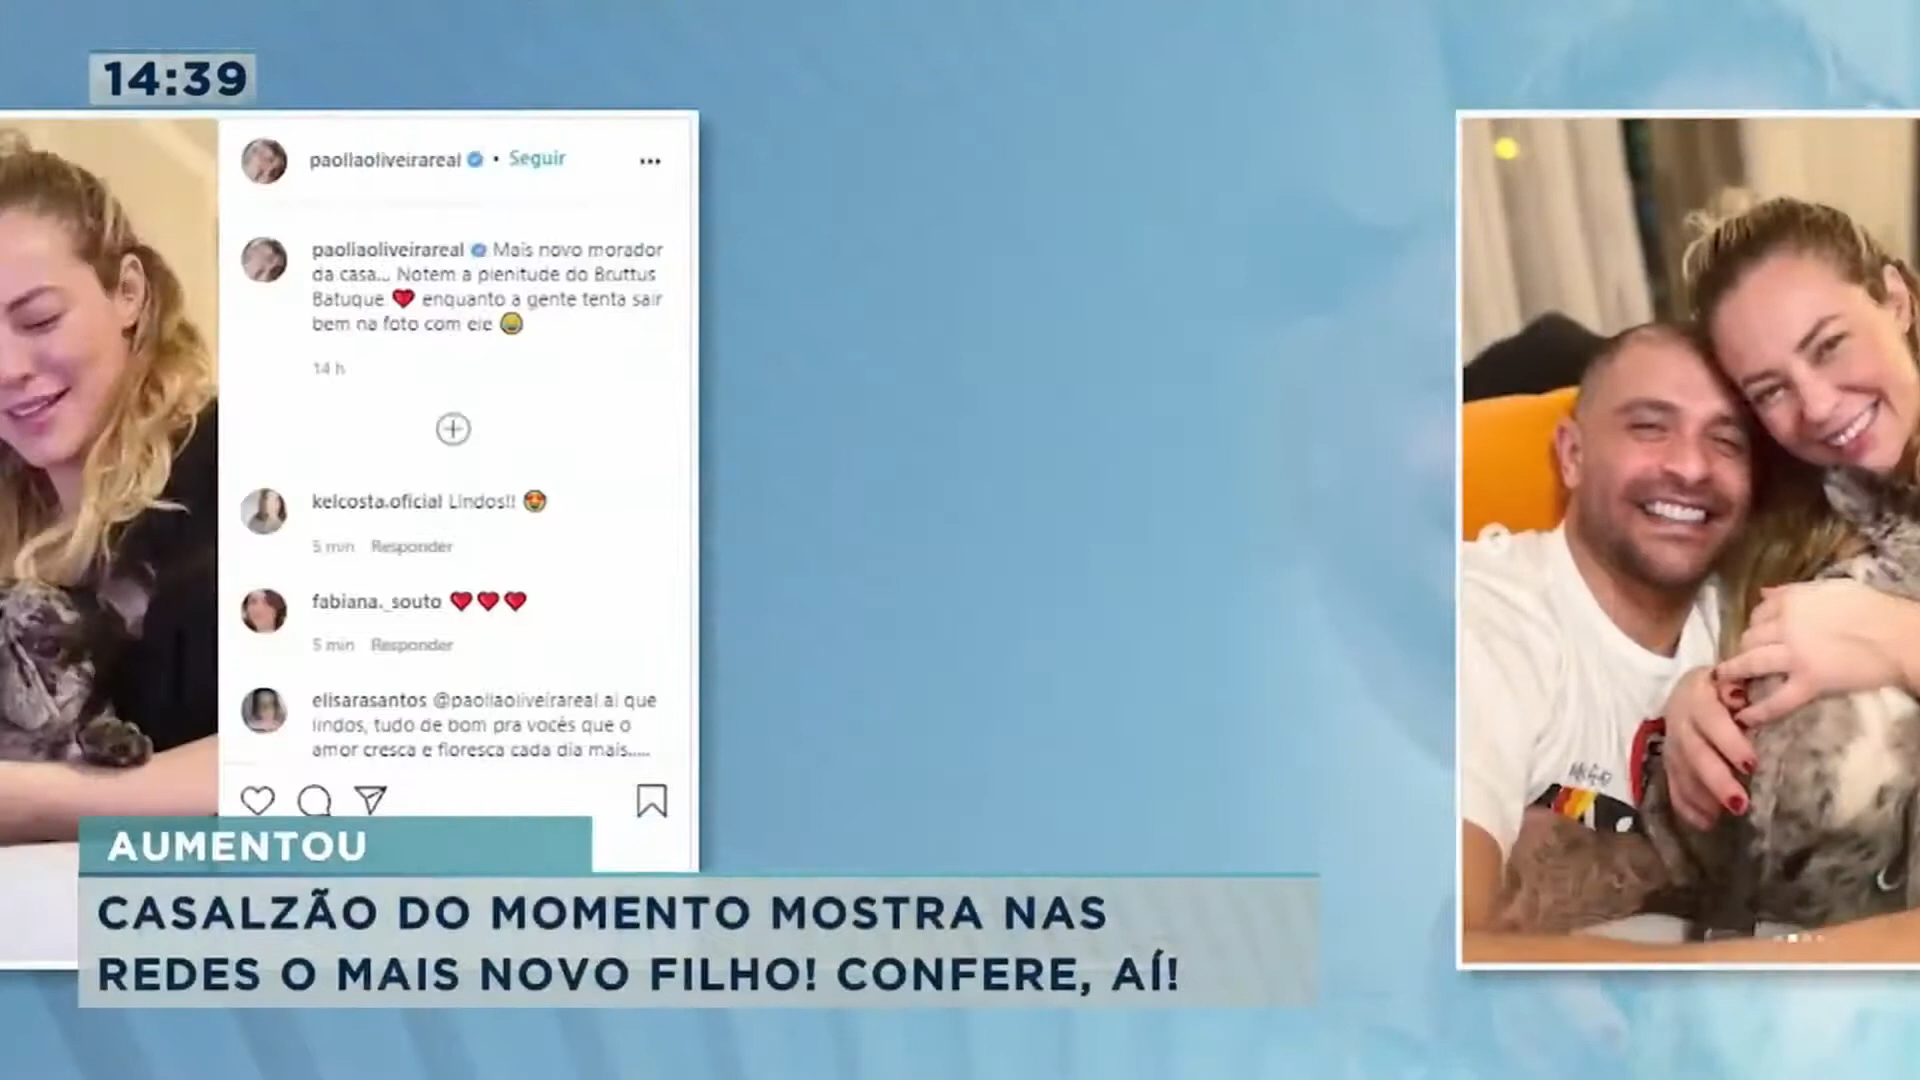 14:39
paollaoliveirareal • Seguir
paollaoliveirareal Mais novo morador
da casa... Notem a plenitude do Bruttus
Batuque ❤ enquanto a gente tenta sair
bem na foto com ele 😂
14 h
kelcosta.oficial Lindos!! 😍
5 min Responder
fabiana._souto ❤❤❤
5 min Responder
elisarasantos @paollaoliveirareal ai que
lindos, tudo de bom pra vocês que o
amor cresca e floresca cada dia mais.....
AUMENTOU
CASALZÃO DO MOMENTO MOSTRA NAS
REDES O MAIS NOVO FILHO! CONFERE, AÍ!